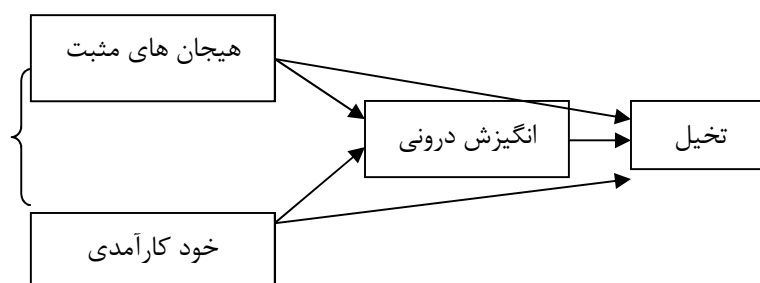 هیجان های مثبت
انگیزش درونی
تخیل
خود کارآمدی